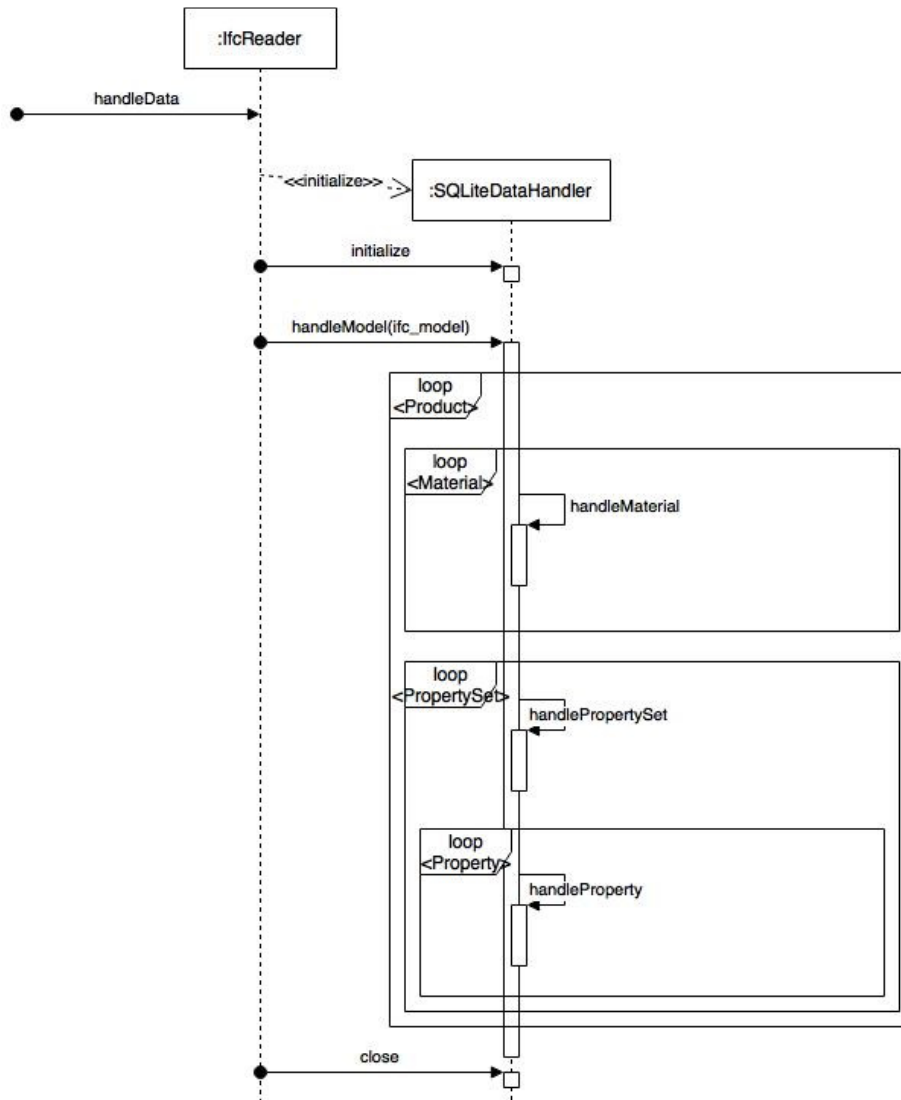 :IfcReader
handleData
<<initialize>>
:SQLiteDataHandler
initialize
handleModel(ifc_model)
loop
<Product>
loop
<Material>
handleMaterial
loop
<PropertySet>
handlePropertySet
loop
<Property>
handleProperty
close